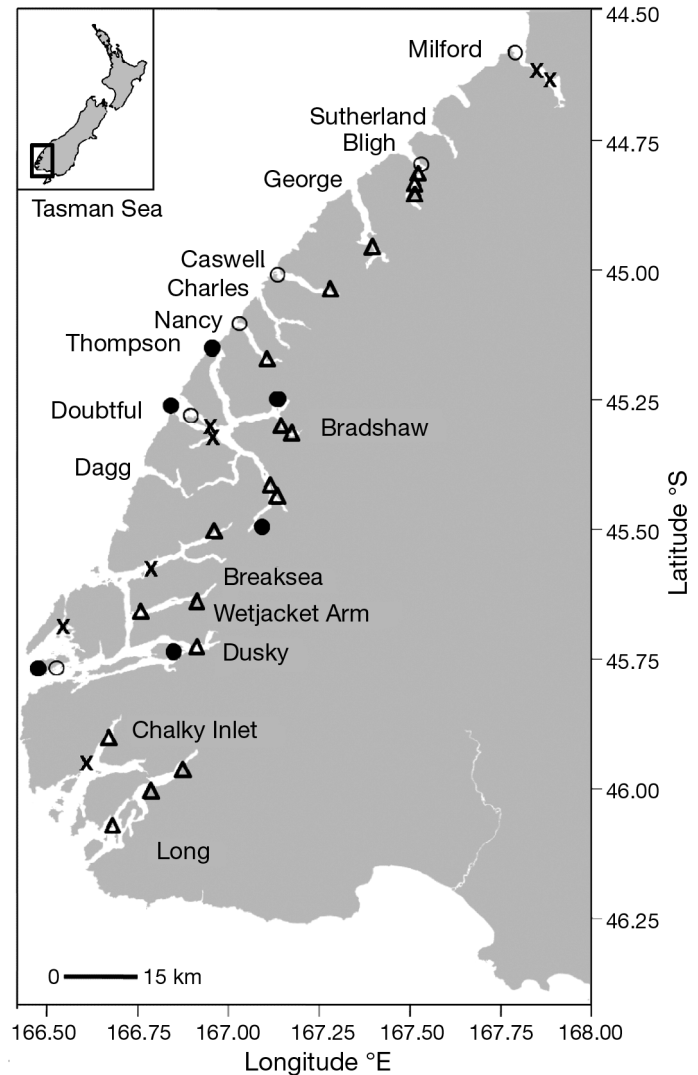 44.50
Milford
Sutherland
Bligh
44.75
George
Tasman Sea
Caswell
45.00
Charles
Nancy
Thompson
45.25
Doubtful
Bradshaw
Dagg
45.50
Latitude °S
Breaksea
Wetjacket Arm
Dusky
45.75
Chalky Inlet
46.00
Long
46.25
0 15 km
166.50 166.75 167.00 167.25 167.50 167.75 168.00
Longitude °E